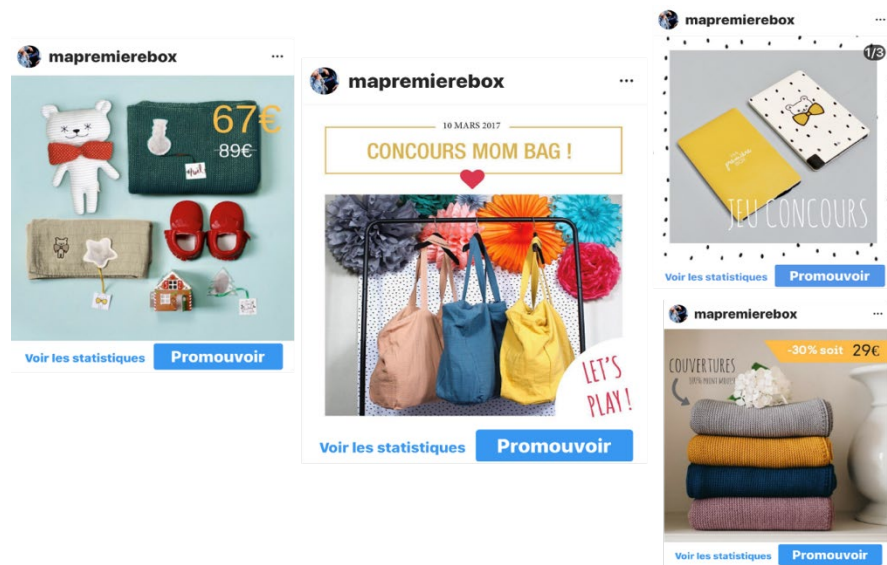 mapremierebox
67€
89€
Voir les statistiques
Promouvoir
mapremierebox
10 MARS 2017
CONCOURS MOM BAG !
LET'S
PLAY !
Voir les statistiques
Promouvoir
mapremierebox
1/3
JEU CONCOURS
Voir les statistiques
Promouvoir
mapremierebox
-30% soit 29€
COUVERTURES
Voir les statistiques
Promouvoir